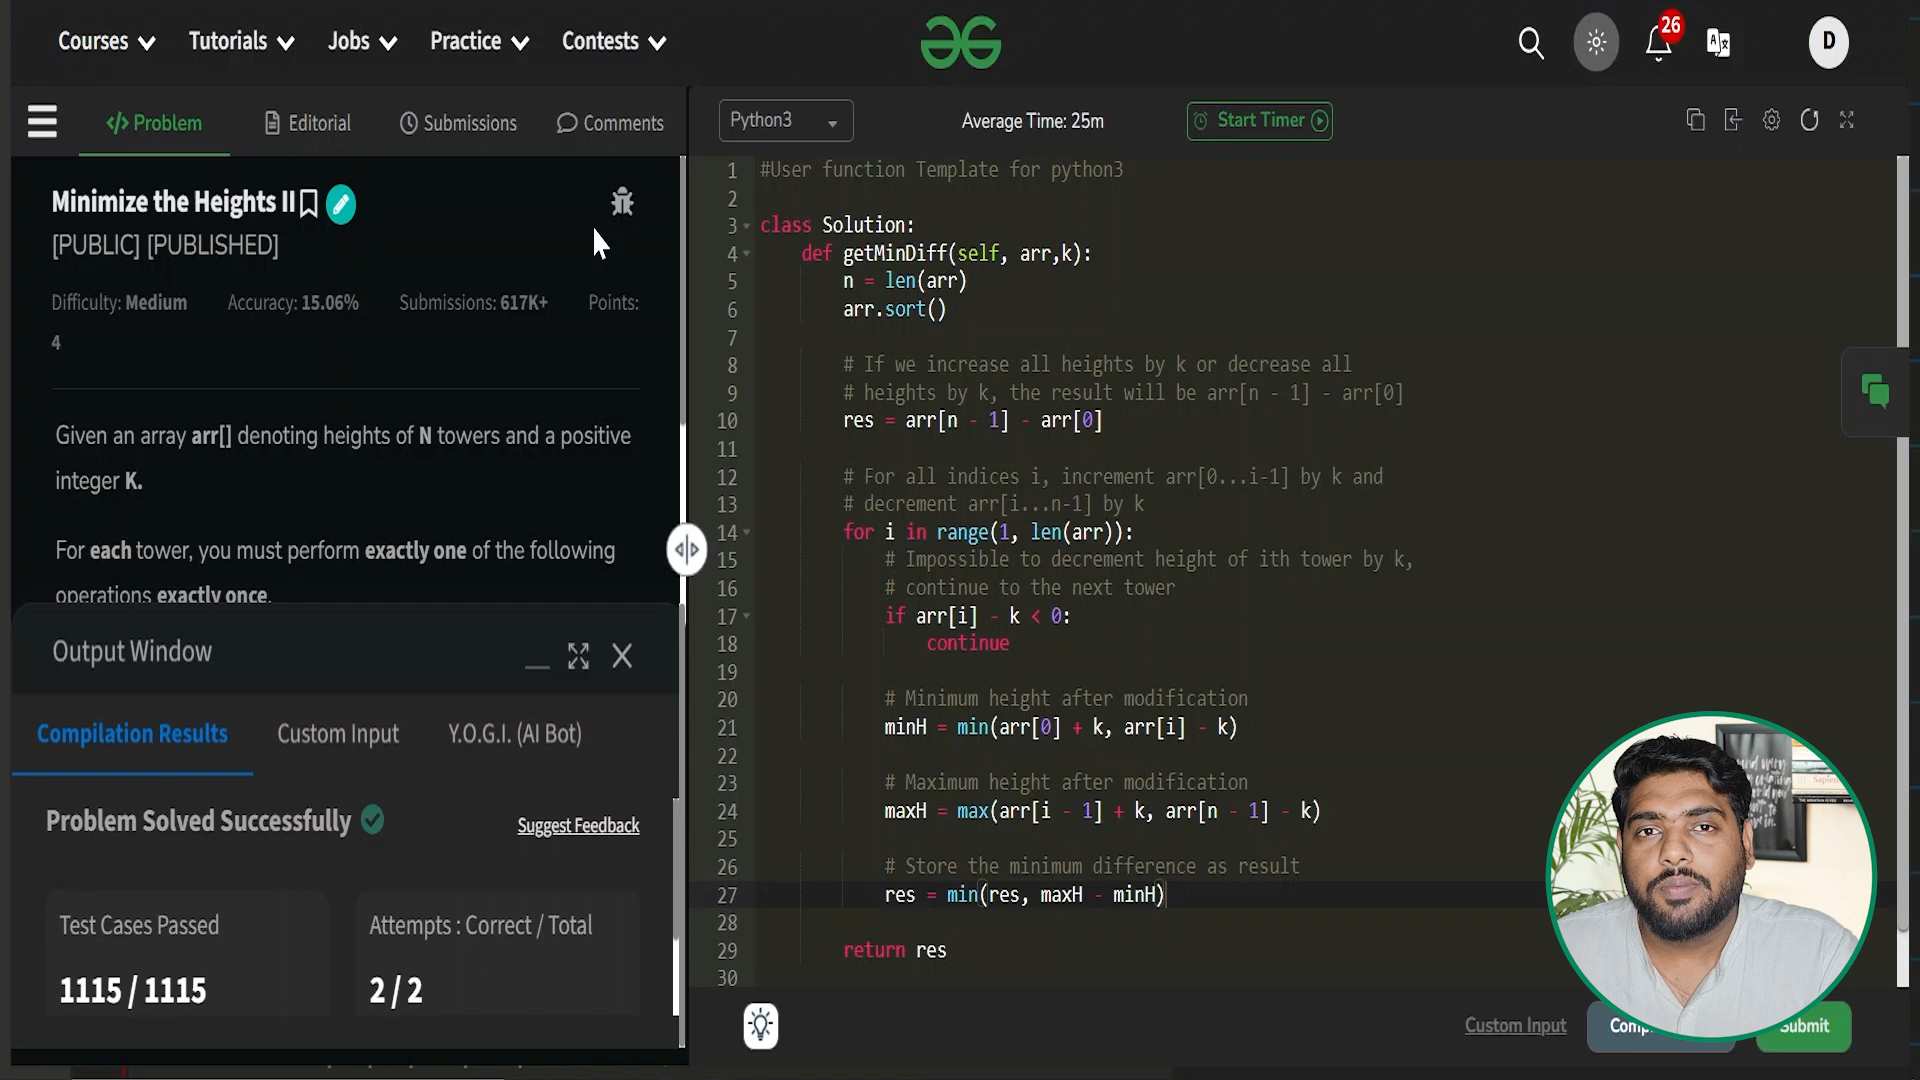 Courses Tutorials Jobs Practice Contests
26
D
Problem Editorial Submissions Comments
Python3 Average Time: 25m Start Timer
Minimize the Heights II
[PUBLIC] [PUBLISHED]
Difficulty: Medium Accuracy: 15.06% Submissions: 617K+ Points:
4
Given an array arr[] denoting heights of N towers and a positive
integer K.
For each tower, you must perform exactly one of the following
operations exactly once.
Output Window
Compilation Results Custom Input Y.O.G.I. (AI Bot)
Problem Solved Successfully
Suggest Feedback
Test Cases Passed
1115 / 1115
Attempts : Correct / Total
2 / 2
1 #User function Template for python3
2
3 class Solution:
4     def getMinDiff(self, arr,k):
5         n = len(arr)
6         arr.sort()
7
8         # If we increase all heights by k or decrease all
9         # heights by k, the result will be arr[n - 1] - arr[0]
10         res = arr[n - 1] - arr[0]
11
12         # For all indices i, increment arr[0...i-1] by k and
13         # decrement arr[i...n-1] by k
14         for i in range(1, len(arr)):
15             # Impossible to decrement height of ith tower by k,
16             # continue to the next tower
17             if arr[i] - k < 0:
18                 continue
19
20             # Minimum height after modification
21             minH = min(arr[0] + k, arr[i] - k)
22
23             # Maximum height after modification
24             maxH = max(arr[i - 1] + k, arr[n - 1] - k)
25
26             # Store the minimum difference as result
27             res = min(res, maxH - minH)
28
29         return res
30
Custom Input Submit